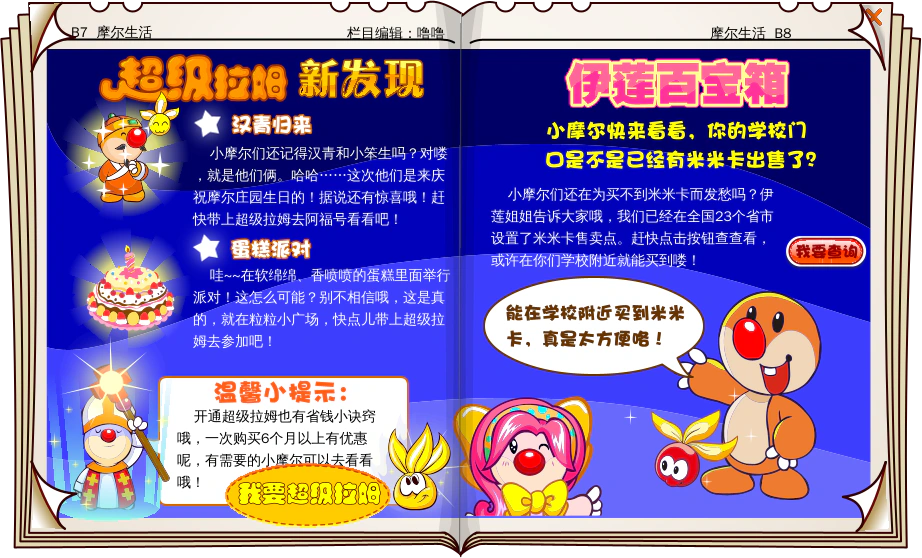 B7 摩尔生活
栏目编辑：噜噜
超级拉姆 新发现
汉青归来
小摩尔们还记得汉青和小笨生吗？对喽
，就是他们俩。哈哈……这次他们是来庆
祝摩尔庄园生日的！据说还有惊喜哦！赶
快带上超级拉姆去阿福号看看吧！
蛋糕派对
哇~~在软绵绵、香喷喷的蛋糕里面举行
派对！这怎么可能？别不相信哦，这是真
的，就在粒粒小广场，快点儿带上超级拉
姆去参加吧！
温馨小提示：
开通超级拉姆也有省钱小诀窍
哦，一次购买6个月以上有优惠
呢，有需要的小摩尔可以去看看
哦！
我要超级拉姆
摩尔生活 B8
伊莲百宝箱
小摩尔快来看看，你的学校门
口是不是已经有米米卡出售了？
小摩尔们还在为买不到米米卡而发愁吗？伊
莲姐姐告诉大家哦，我们已经在全国23个省市
设置了米米卡售卖点。赶快点击按钮查查看，
或许在你们学校附近就能买到喽！
我要查询
能在学校附近买到米米
卡，真是太方便咯！